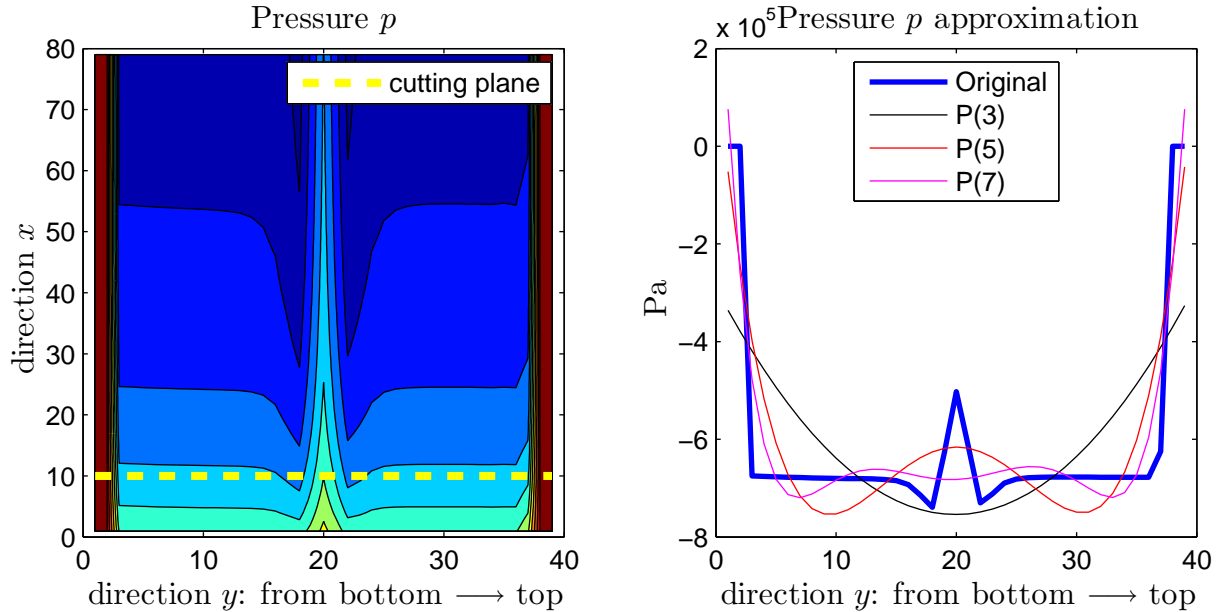 Pressure p
80
70
60
50
40
30
20
10
0
0 10 20 30 40
direction x
direction y: from bottom ⟶ top
cutting plane
x 10^5
Pressure p approximation
2
0
−2
−4
−6
−8
0 10 20 30 40
Pa
direction y: from bottom ⟶ top
Original
P(3)
P(5)
P(7)